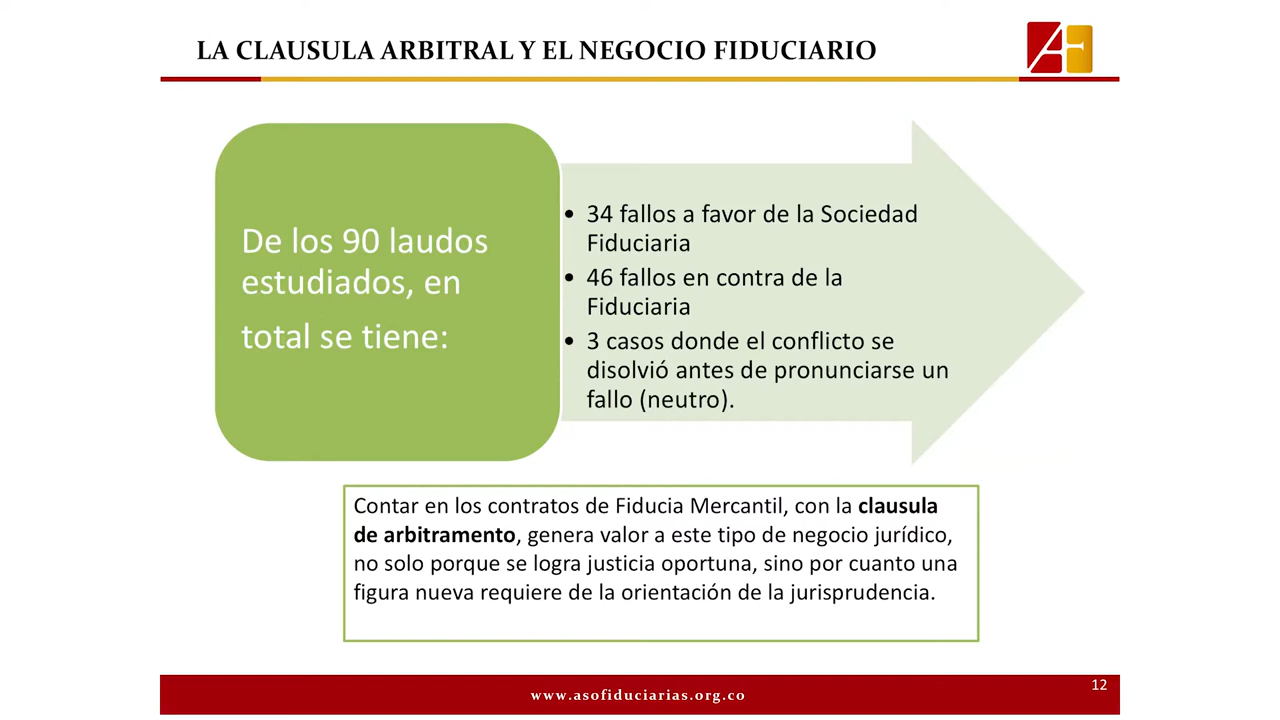 LA CLAUSULA ARBITRAL Y EL NEGOCIO FIDUCIARIO
De los 90 laudos
estudiados, en
total se tiene:
• 34 fallos a favor de la Sociedad
Fiduciaria
• 46 fallos en contra de la
Fiduciaria
• 3 casos donde el conflicto se
disolvió antes de pronunciarse un
fallo (neutro).
Contar en los contratos de Fiducia Mercantil, con la clausula
de arbitramento, genera valor a este tipo de negocio jurídico,
no solo porque se logra justicia oportuna, sino por cuanto una
figura nueva requiere de la orientación de la jurisprudencia.
www.asofiduciarias.org.co
12